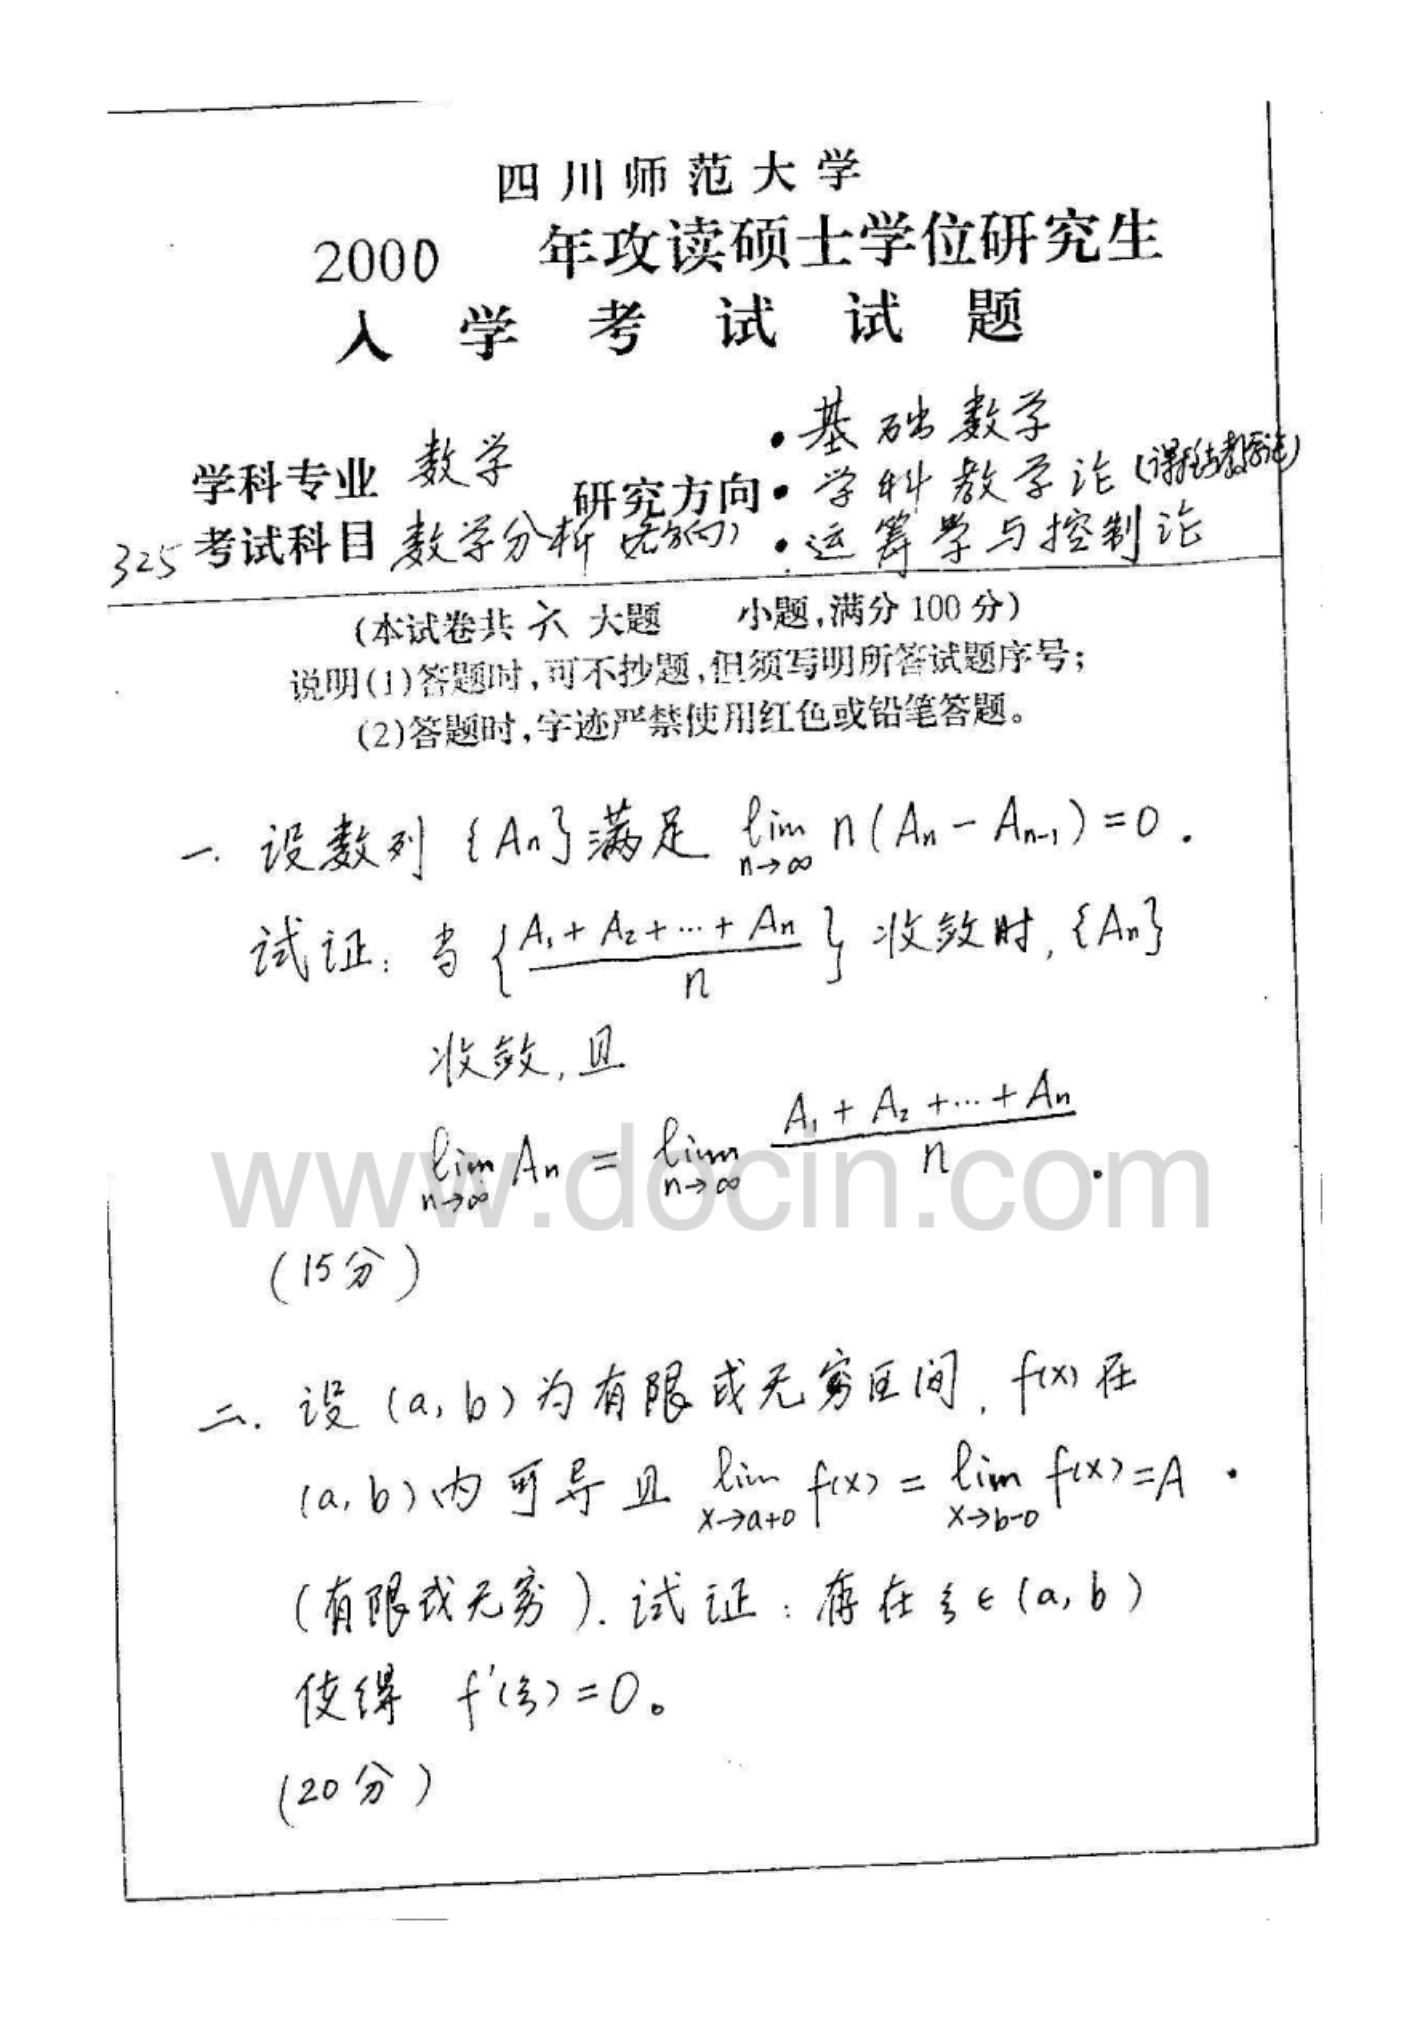 四川师范大学
2000 年攻读硕士学位研究生
入学考试试题
学科专业 数学 研究方向 • 基础数学
• 学科教学论(课程与教学论)
325 考试科目 数学分析 • 运筹学与控制论
(本试卷共六大题 小题,满分100分)
说明(1)答题时,可不抄题,但须写明所答试题序号;
(2)答题时,字迹严禁使用红色或铅笔答题。
一. 设数列 {An} 满足 lim n→∞ n(An − An-1) = 0.
试证: 当 {(A1 + A2 + ··· + An)/n} 收敛时, {An}
收敛, 且
lim n→∞ An = lim n→∞ (A1 + A2 + ··· + An)/n .
(15分)
二. 设 (a, b) 为有限或无穷区间, f(x) 在
(a, b) 内可导且 lim x→a+0 f(x) = lim x→b-0 f(x) = A .
(有限或无穷). 试证: 存在 ξ ∈ (a, b)
使得 f'(ξ) = 0。
(20分)
www.docin.com